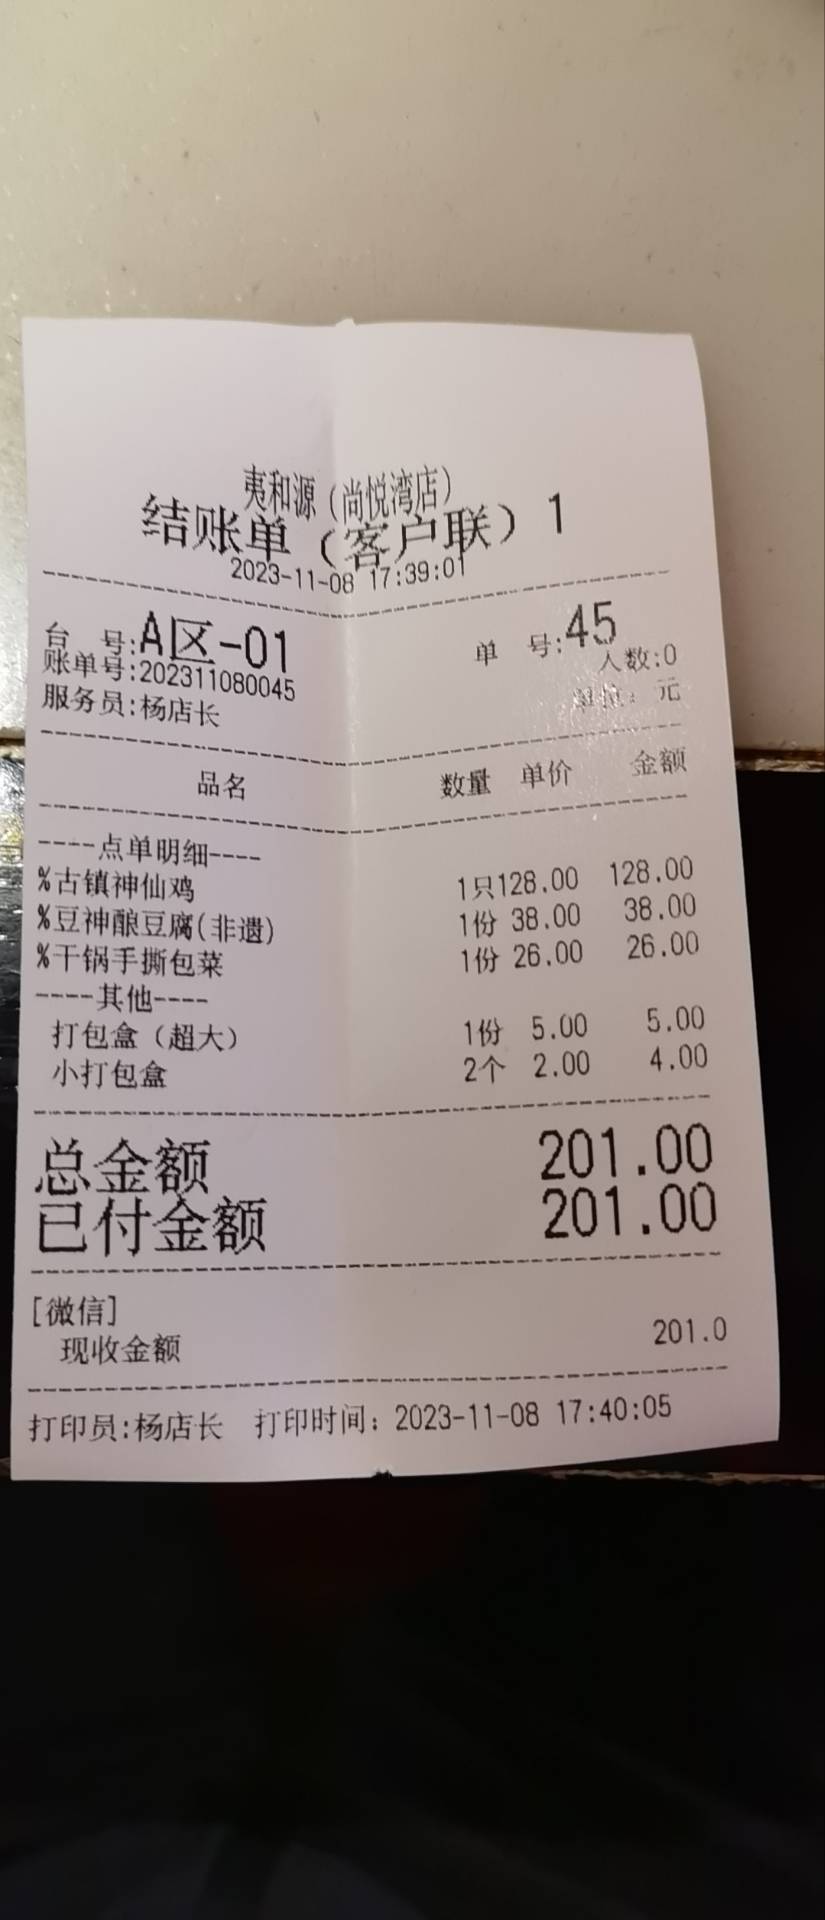 夷和源（尚悦湾店）
结账单（客户联）1
2023-11-08 17:39:01
台 号:A区-01 单 号:45
账单号:202311080045 人数:0
服务员:杨店长 单位: 元
品名 数量 单价 金额
----点单明细----
%古镇神仙鸡 1只128.00 128.00
%豆神酿豆腐(非遗) 1份 38.00 38.00
%干锅手撕包菜 1份 26.00 26.00
----其他----
打包盒（超大） 1份 5.00 5.00
小打包盒 2个 2.00 4.00
总金额 201.00
已付金额 201.00
[微信]
现收金额 201.0
打印员:杨店长 打印时间: 2023-11-08 17:40:05